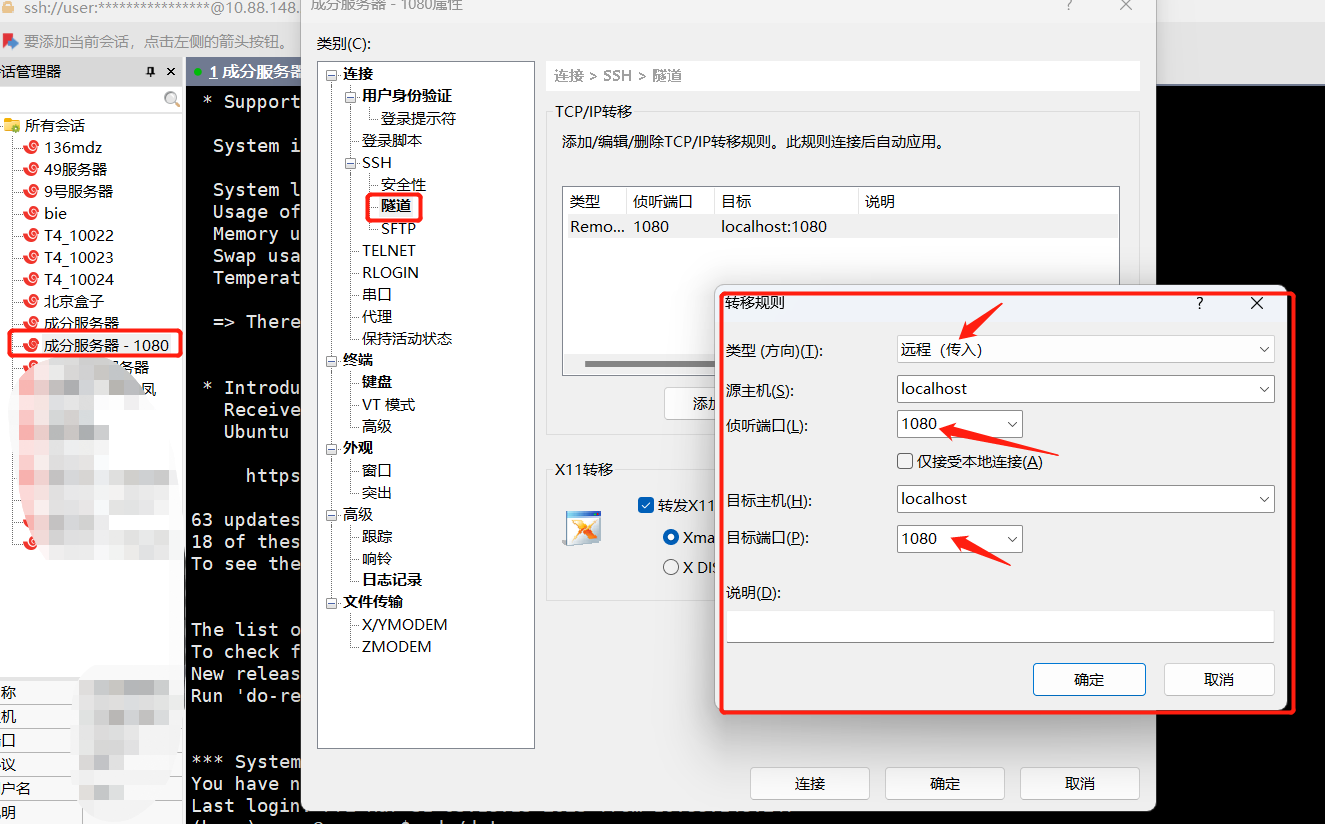 ssh://user:****************@10.88.148.
成分服务器 - 1080属性
?
要添加当前会话，点击左侧的箭头按钮。
话管理器
所有会话
136mdz
49服务器
9号服务器
bie
T4_10022
T4_10023
T4_10024
北京盒子
成分服务器
成分服务器 - 1080
务器
凤
称
机
口
议
户名
明
1 成分服务器
* Support
System i
System l
Usage of
Memory u
Swap usa
Temperat
=> There
* Introdu
Receive
Ubuntu
https
63 updates
18 of thes
To see the
The list o
To check f
New releas
Run 'do-re
*** System
You have n
Last login
类别(C):
连接
用户身份验证
登录提示符
登录脚本
SSH
安全性
隧道
SFTP
TELNET
RLOGIN
串口
代理
保持活动状态
终端
键盘
VT 模式
高级
外观
窗口
突出
高级
跟踪
响铃
日志记录
文件传输
X/YMODEM
ZMODEM
连接 > SSH > 隧道
TCP/IP转移
添加/编辑/删除TCP/IP转移规则。此规则连接后自动应用。
类型 侦听端口 目标 说明
Remo... 1080 localhost:1080
添加
X11转移
转发X11
Xma
X DIS
转移规则
?
类型 (方向)(T): 远程（传入）
源主机(S): localhost
侦听端口(L): 1080
仅接受本地连接(A)
目标主机(H): localhost
目标端口(P): 1080
说明(D):
确定 取消
连接 确定 取消